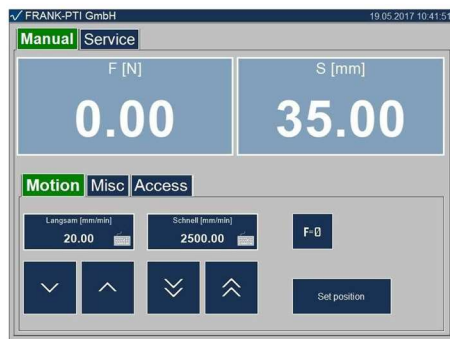 FRANK-PTI GmbH 19.05.2017 10:41:51
Manual Service
F [N] S [mm]
0.00 35.00
Motion Misc Access
Langsam [mm/min] Schnell [mm/min]
20.00 2500.00 F=0
Set position